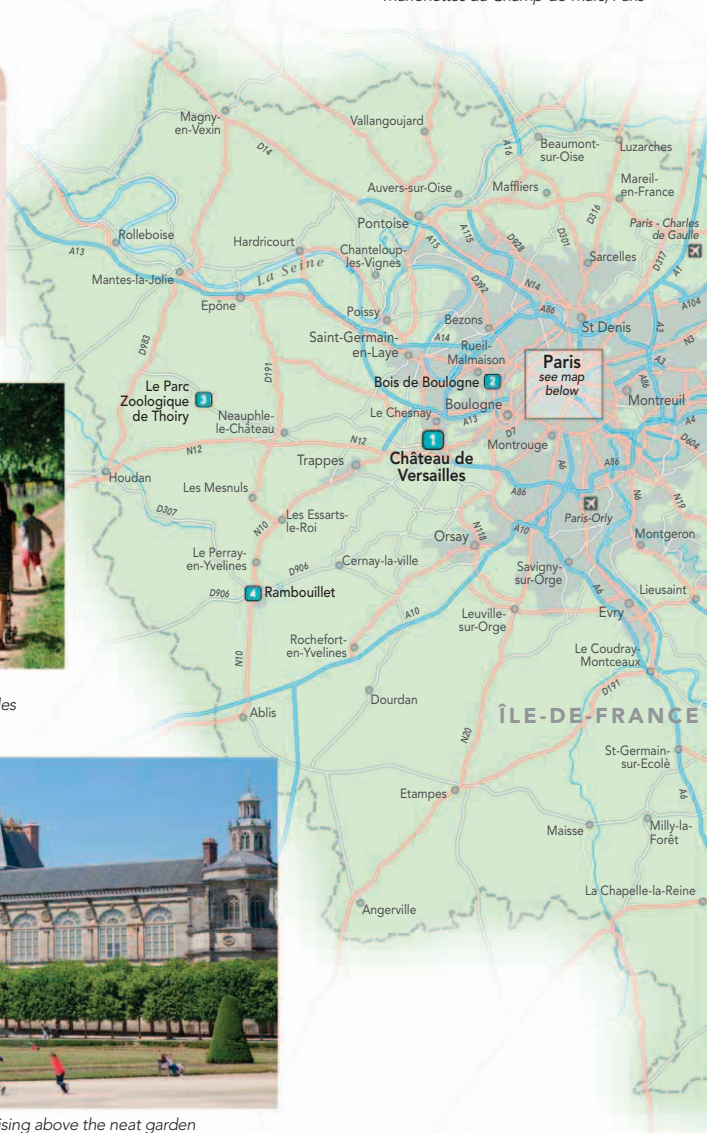 Marionettes du Champ-de-Mars, Paris
Magny-
en-Vexin
Vallangoujard
A16
Beaumont-
sur-Oise
Luzarches
D14
Auvers-sur-Oise
Maffliers
Mareil-
en-France
D316
Pontoise
A115
D928
D301
Paris - Charles
de Gaulle
Rolleboise
A13
Hardricourt
Chanteloup-
les-Vignes
A15
Sarcelles
D317
A1
La Seine
D392
N14
Mantes-la-Jolie
Epône
A86
A104
Poissy
Bezons
St Denis
A3
N3
D983
Saint-Germain-
en-Laye
A14
Rueil-
Malmaison
Paris
see map
below
A3
D191
Bois de Boulogne
2
A86
Le Parc
Zoologique
de Thoiry
3
Neauphle-
le-Château
Le Chesnay
Boulogne
A13
Montreuil
A4
1
D7
D604
N12
N12
Château de
Versailles
Montrouge
Trappes
A6
A86
Houdan
Les Mesnuls
A86
N6
N19
D307
Les Essarts-
le-Roi
Paris-Orly
N10
Orsay
N118
A10
Montgeron
Le Perray-
en-Yvelines
Cernay-la-ville
D906
Savigny-
sur-Orge
D906
4
Rambouillet
A6
Lieusaint
A10
Leuville-
sur-Orge
Evry
Rochefort-
en-Yvelines
N10
Le Coudray-
Montceaux
les
Dourdan
D191
Ablis
ÎLE-DE-FRANCE
N20
St-Germain-
sur-Ecolè
Etampes
A6
Maisse
Milly-la-
Forêt
La Chapelle-la-Reine
Angerville
ising above the neat garden